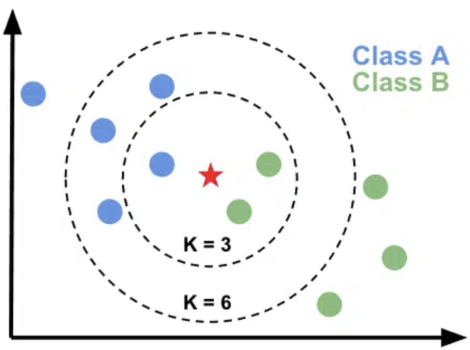 Class A
Class B
K = 3
K = 6